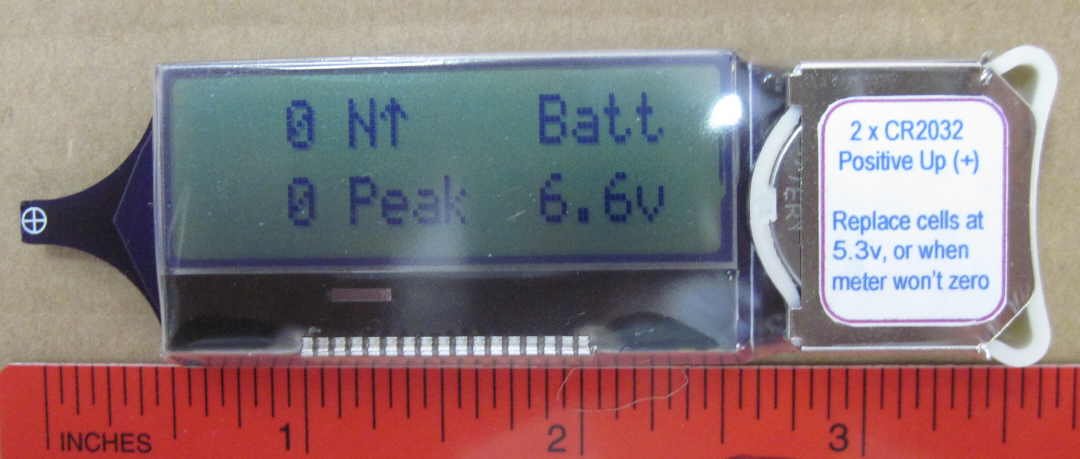 0 N↑ Batt
0 Peak 6.6v
2 x CR2032
Positive Up (+)
Replace cells at
5.3v, or when
meter won't zero
INCHES 1 2 3